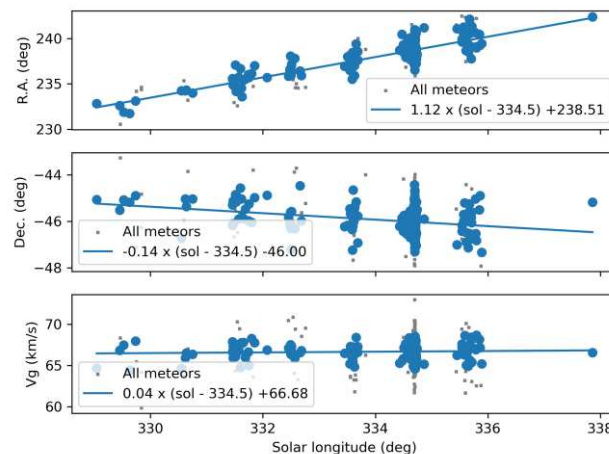 240
235
230
R.A. (deg)
All meteors
1.12 x (sol - 334.5) +238.51
−44
−46
−48
Dec. (deg)
All meteors
-0.14 x (sol - 334.5) -46.00
70
65
60
Vg (km/s)
All meteors
0.04 x (sol - 334.5) +66.68
330 332 334 336 338
Solar longitude (deg)